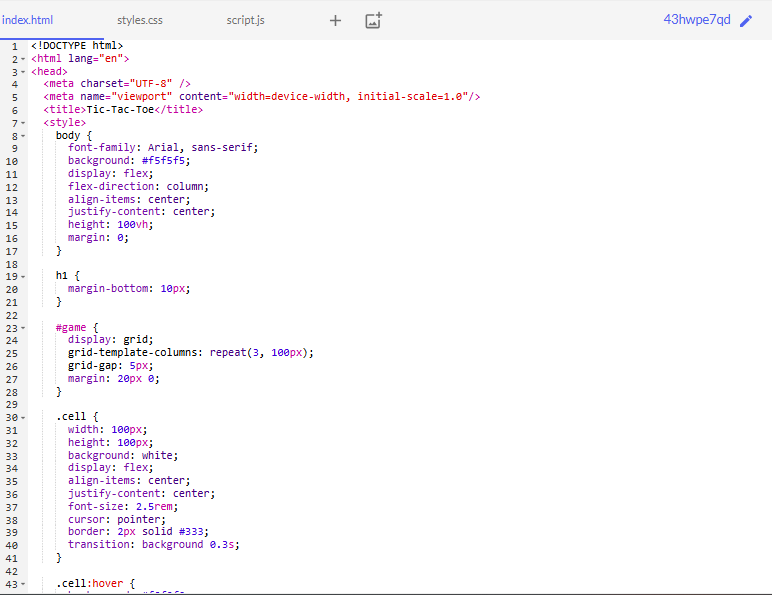 index.html styles.css script.js + 43hwpe7qd
1 <!DOCTYPE html>
2 <html lang="en">
3 <head>
4 <meta charset="UTF-8" />
5 <meta name="viewport" content="width=device-width, initial-scale=1.0"/>
6 <title>Tic-Tac-Toe</title>
7 <style>
8 body {
9 font-family: Arial, sans-serif;
10 background: #f5f5f5;
11 display: flex;
12 flex-direction: column;
13 align-items: center;
14 justify-content: center;
15 height: 100vh;
16 margin: 0;
17 }
18
19 h1 {
20 margin-bottom: 10px;
21 }
22
23 #game {
24 display: grid;
25 grid-template-columns: repeat(3, 100px);
26 grid-gap: 5px;
27 margin: 20px 0;
28 }
29
30 .cell {
31 width: 100px;
32 height: 100px;
33 background: white;
34 display: flex;
35 align-items: center;
36 justify-content: center;
37 font-size: 2.5rem;
38 cursor: pointer;
39 border: 2px solid #333;
40 transition: background 0.3s;
41 }
42
43 .cell:hover {